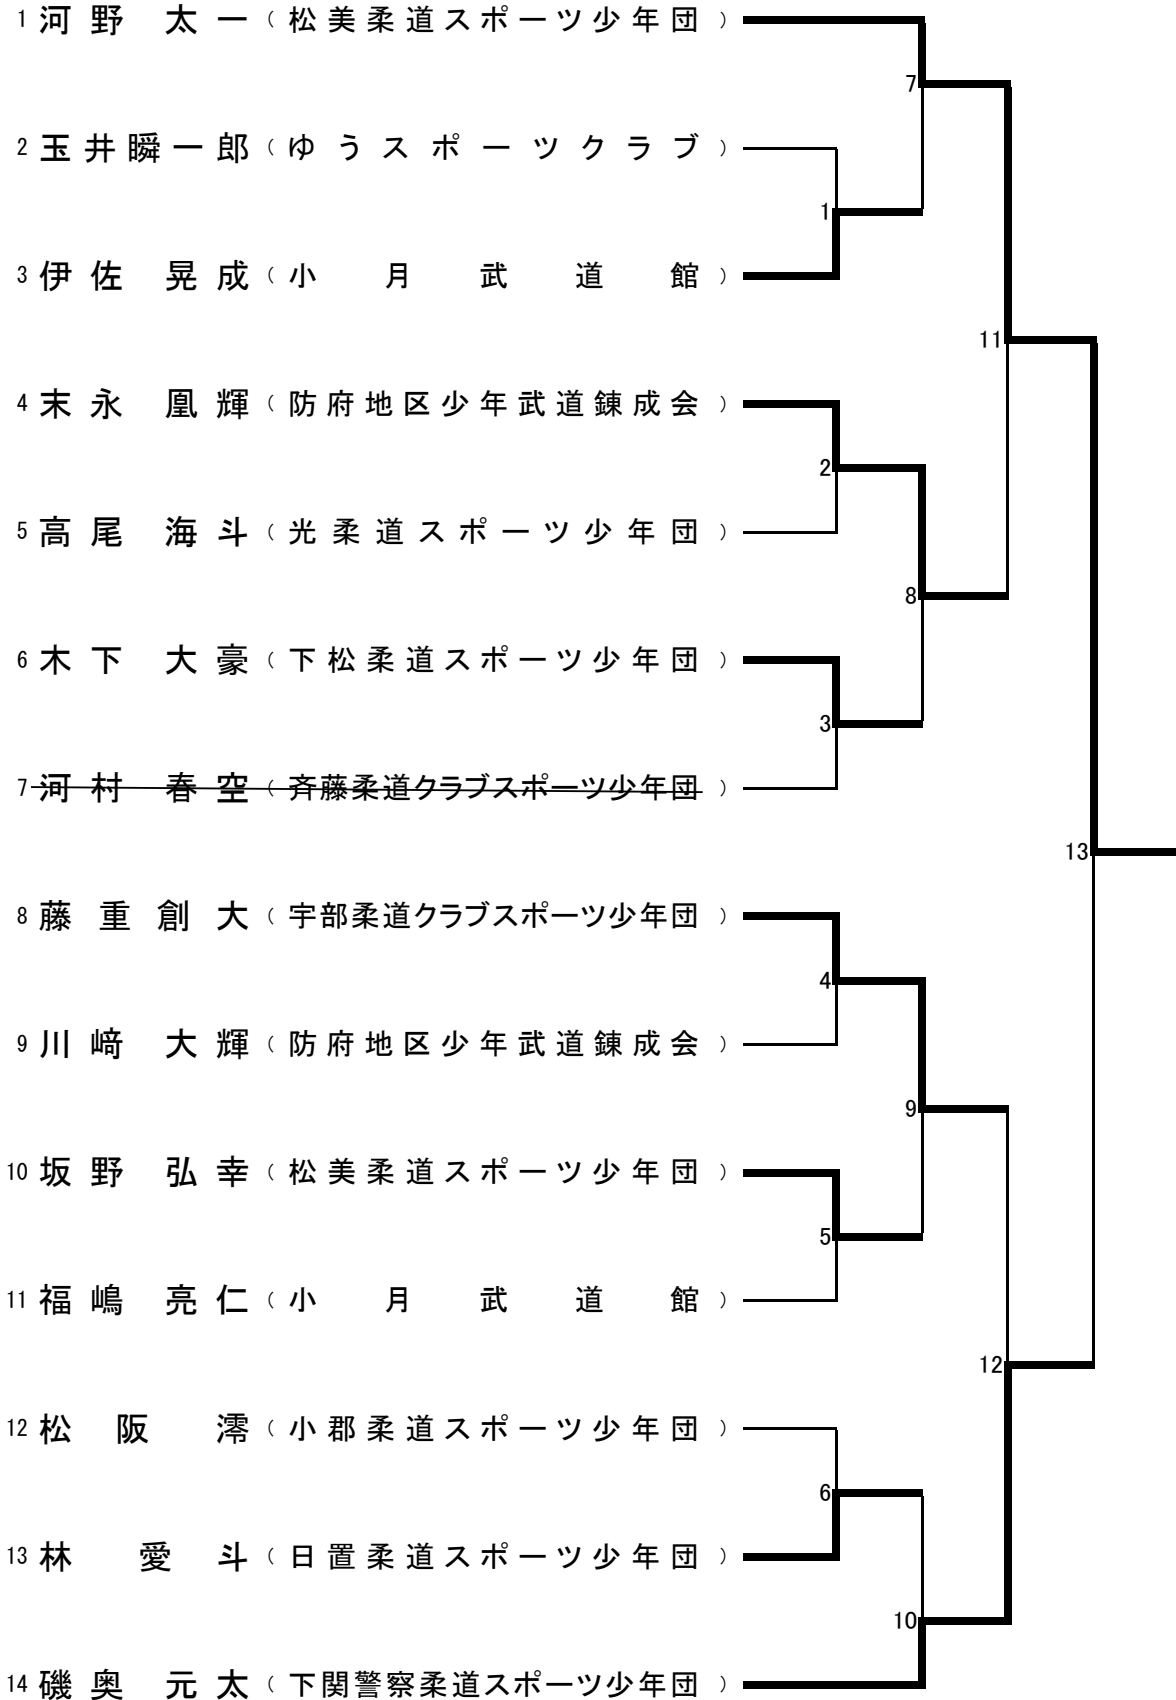 1 河野 太一 （松美柔道スポーツ少年団）
7
2 玉井瞬一郎 （ゆうスポーツクラブ）
1
3 伊佐 晃成 （小月武道館）
11
4 末永 凰輝 （防府地区少年武道錬成会）
2
5 高尾 海斗 （光柔道スポーツ少年団）
8
6 木下 大豪 （下松柔道スポーツ少年団）
3
7 河村 春空 （斉藤柔道クラブスポーツ少年団）
13
8 藤重創大 （宇部柔道クラブスポーツ少年団）
4
9 川﨑 大輝 （防府地区少年武道錬成会）
9
10 坂野 弘幸 （松美柔道スポーツ少年団）
5
11 福嶋 亮仁 （小月武道館）
12
12 松阪 澪 （小郡柔道スポーツ少年団）
6
13 林 愛斗 （日置柔道スポーツ少年団）
10
14 磯奥 元太 （下関警察柔道スポーツ少年団）